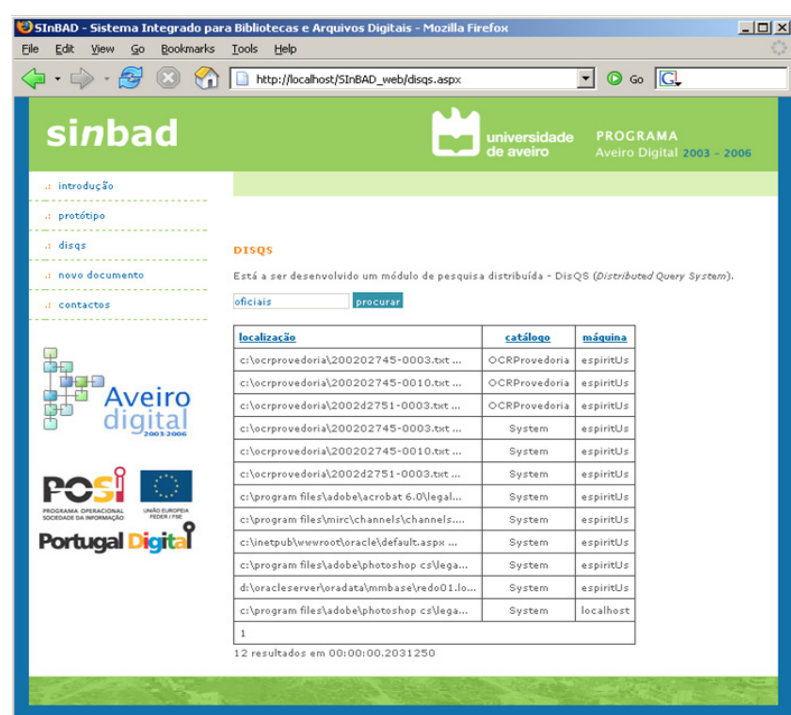 SInBAD - Sistema Integrado para Bibliotecas e Arquivos Digitais - Mozilla Firefox
File Edit View Go Bookmarks Tools Help
http://localhost/SInBAD_web/disqs.aspx Go G
sinbad
universidade
de aveiro
PROGRAMA
Aveiro Digital 2003 - 2006
.: introdução
.: protótipo
.: disqs
.: novo documento
.: contactos
Aveiro
digital
2003-2006
POSI
PROGRAMA OPERACIONAL
SOCIEDADE DA INFORMAÇÃO
UNIÃO EUROPEIA
FEDER / FSE
Portugal Digital
DISQS
Está a ser desenvolvido um módulo de pesquisa distribuída - DisQS (Distributed Query System).
oficiais procurar
localização catálogo máquina
c:\ocrprovedoria\200202745-0003.txt ... OCRProvedoria espiritUs
c:\ocrprovedoria\200202745-0010.txt ... OCRProvedoria espiritUs
c:\ocrprovedoria\2002d2751-0003.txt ... OCRProvedoria espiritUs
c:\ocrprovedoria\200202745-0003.txt ... System espiritUs
c:\ocrprovedoria\200202745-0010.txt ... System espiritUs
c:\ocrprovedoria\2002d2751-0003.txt ... System espiritUs
c:\program files\adobe\acrobat 6.0\legal... System espiritUs
c:\program files\mirc\channels\channels.... System espiritUs
c:\inetpub\wwwroot\oracle\default.aspx ... System espiritUs
c:\program files\adobe\photoshop cs\lega... System espiritUs
d:\oracleserver\oradata\mmbase\redo01.lo... System espiritUs
c:\program files\adobe\photoshop cs\lega... System localhost
1
12 resultados em 00:00:00.2031250